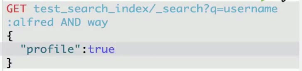 GET test_search_index/_search?q=username
:alfred AND way
{
  "profile":true
}